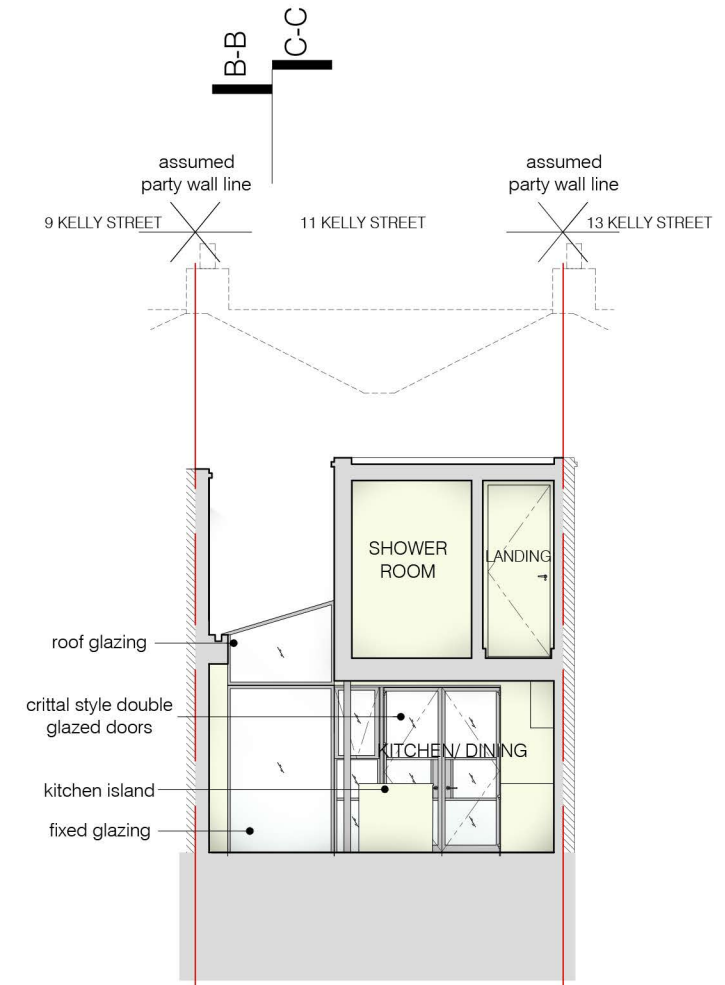 B-B
C-C
assumed
party wall line
assumed
party wall line
9 KELLY STREET
11 KELLY STREET
13 KELLY STREET
SHOWER
ROOM
LANDING
roof glazing
crittal style double
glazed doors
KITCHEN/ DINING
kitchen island
fixed glazing